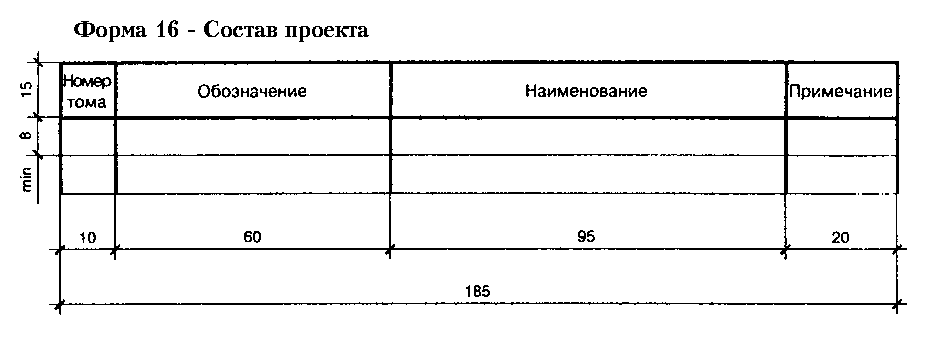 Форма 16 - Состав проекта
Номер
тома
Обозначение
Наименование
Примечание
15
8
min
10
60
95
20
185